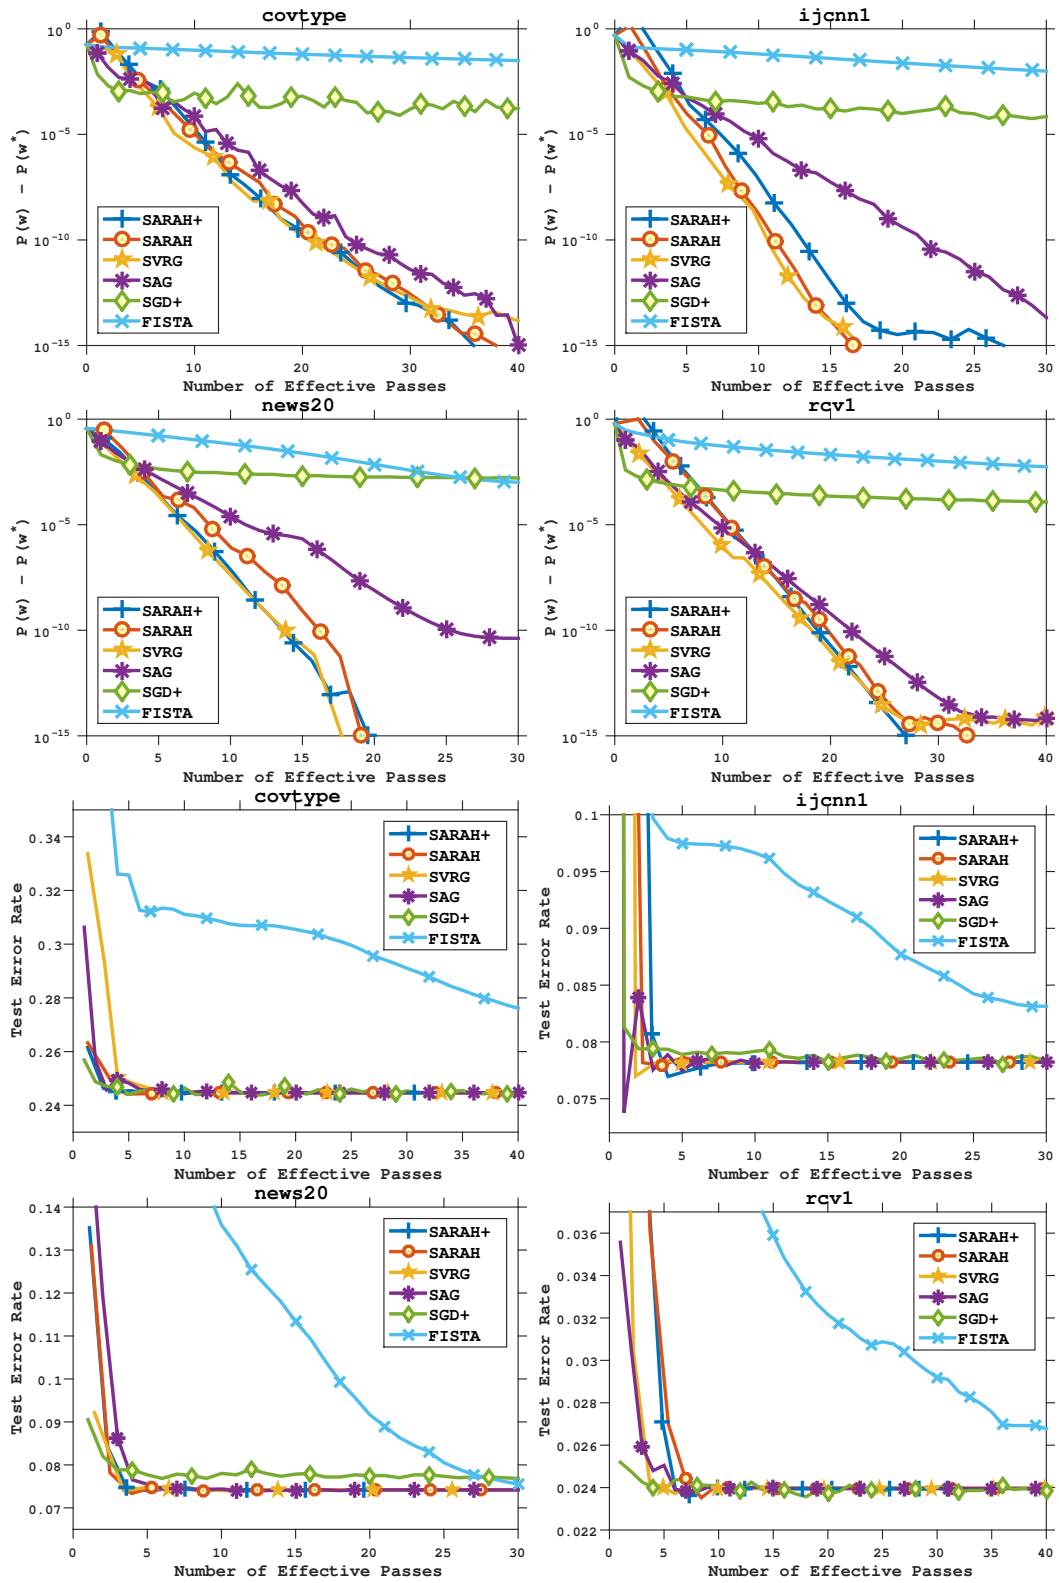 covtype
10^0
10^-5
10^-10
10^-15
P(w) - P(w*)
SARAH+
SARAH
SVRG
SAG
SGD+
FISTA
0 10 20 30 40
Number of Effective Passes
ijcnn1
10^0
10^-5
10^-10
10^-15
P(w) - P(w*)
SARAH+
SARAH
SVRG
SAG
SGD+
FISTA
0 5 10 15 20 25 30
Number of Effective Passes
news20
10^0
10^-5
10^-10
10^-15
P(w) - P(w*)
SARAH+
SARAH
SVRG
SAG
SGD+
FISTA
0 5 10 15 20 25 30
Number of Effective Passes
rcv1
10^0
10^-5
10^-10
10^-15
P(w) - P(w*)
SARAH+
SARAH
SVRG
SAG
SGD+
FISTA
0 10 20 30 40
Number of Effective Passes
covtype
0.34
0.32
0.3
0.28
0.26
0.24
Test Error Rate
SARAH+
SARAH
SVRG
SAG
SGD+
FISTA
0 5 10 15 20 25 30 35 40
Number of Effective Passes
ijcnn1
0.1
0.095
0.09
0.085
0.08
0.075
Test Error Rate
SARAH+
SARAH
SVRG
SAG
SGD+
FISTA
0 5 10 15 20 25 30
Number of Effective Passes
news20
0.14
0.13
0.12
0.11
0.1
0.09
0.08
0.07
Test Error Rate
SARAH+
SARAH
SVRG
SAG
SGD+
FISTA
0 5 10 15 20 25 30
Number of Effective Passes
rcv1
0.036
0.034
0.032
0.03
0.028
0.026
0.024
0.022
Test Error Rate
SARAH+
SARAH
SVRG
SAG
SGD+
FISTA
0 5 10 15 20 25 30 35 40
Number of Effective Passes